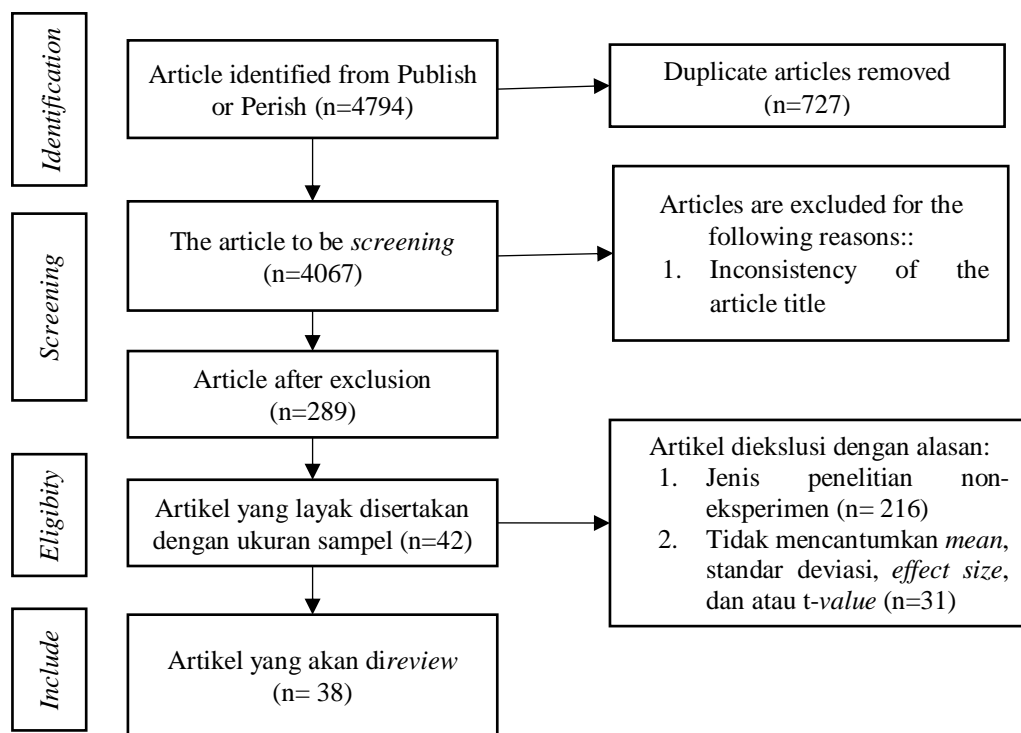 Identification
Article identified from Publish
or Perish (n=4794)
Duplicate articles removed
(n=727)
Screening
The article to be screening
(n=4067)
Articles are excluded for the
following reasons::
1. Inconsistency of the
article title
Article after exclusion
(n=289)
Eligibity
Artikel yang layak disertakan
dengan ukuran sampel (n=42)
Artikel diekslusi dengan alasan:
1. Jenis penelitian non-
eksperimen (n= 216)
2. Tidak mencantumkan mean,
standar deviasi, effect size,
dan atau t-value (n=31)
Include
Artikel yang akan direview
(n= 38)